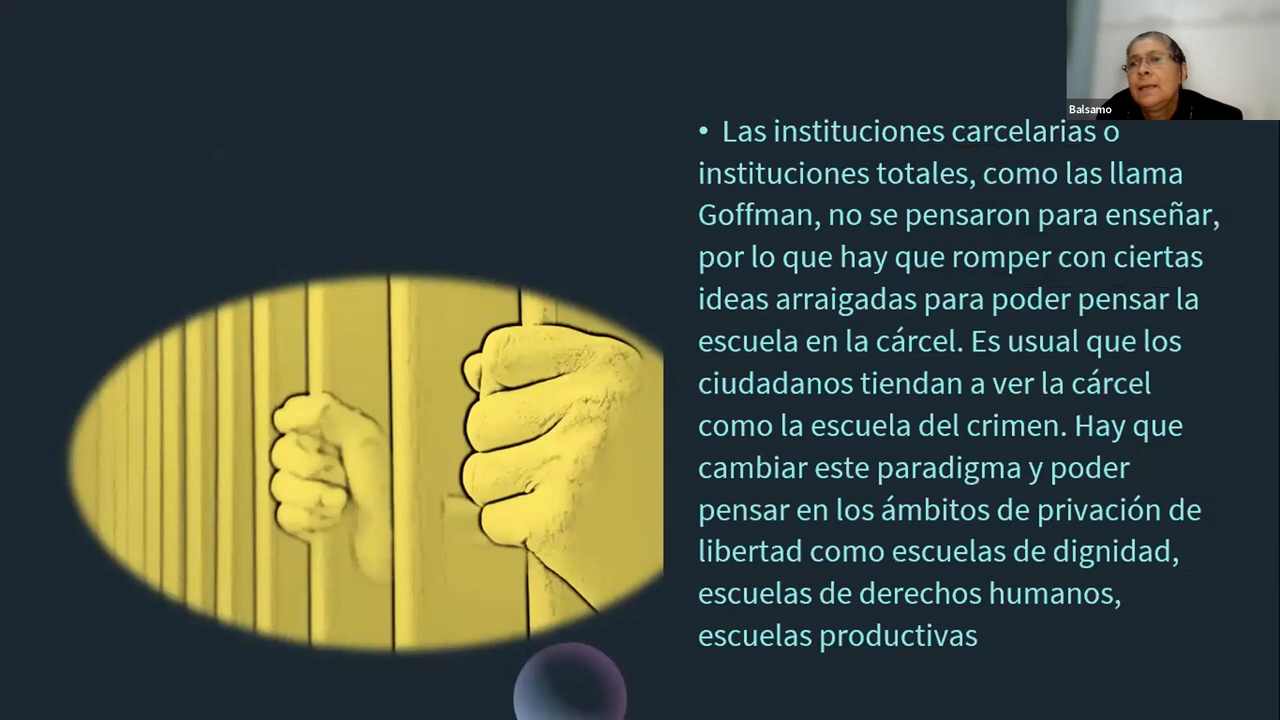 Balsamo
• Las instituciones carcelarias o
instituciones totales, como las llama
Goffman, no se pensaron para enseñar,
por lo que hay que romper con ciertas
ideas arraigadas para poder pensar la
escuela en la cárcel. Es usual que los
ciudadanos tiendan a ver la cárcel
como la escuela del crimen. Hay que
cambiar este paradigma y poder
pensar en los ámbitos de privación de
libertad como escuelas de dignidad,
escuelas de derechos humanos,
escuelas productivas